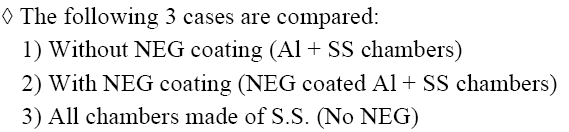 ◊ The following 3 cases are compared:
1) Without NEG coating (Al + SS chambers)
2) With NEG coating (NEG coated Al + SS chambers)
3) All chambers made of S.S. (No NEG)